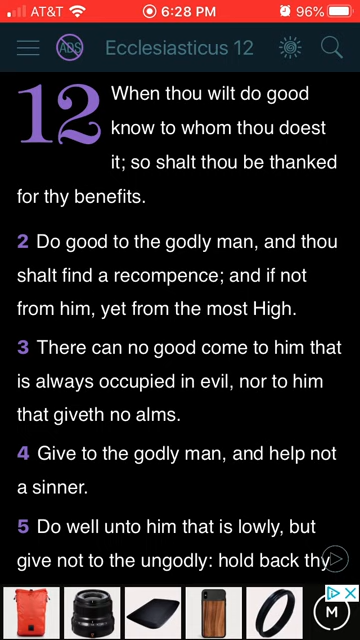 AT&T 6:28 PM 96%
ADS Ecclesiasticus 12
12 When thou wilt do good
know to whom thou doest
it; so shalt thou be thanked
for thy benefits.
2 Do good to the godly man, and thou
shalt find a recompence; and if not
from him, yet from the most High.
3 There can no good come to him that
is always occupied in evil, nor to him
that giveth no alms.
4 Give to the godly man, and help not
a sinner.
5 Do well unto him that is lowly, but
give not to the ungodly: hold back thy
M